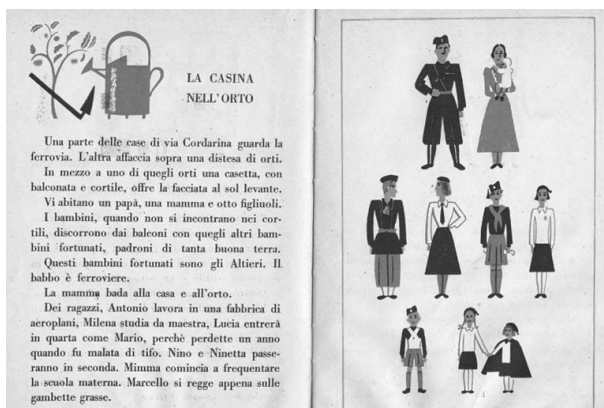 LA CASINA
NELL'ORTO
Una parte delle case di via Cordarina guarda la
ferrovia. L'altra affaccia sopra una distesa di orti.
In mezzo a uno di quegli orti una casetta, con
balconata e cortile, offre la facciata al sol levante.
Vi abitano un papà, una mamma e otto figliuoli.
I bambini, quando non si incontrano nei cor-
tili, discorrono dai balconi con quegli altri bam-
bini fortunati, padroni di tanta buona terra.
Questi bambini fortunati sono gli Altieri. Il
babbo è ferroviere.
La mamma bada alla casa e all'orto.
Dei ragazzi, Antonio lavora in una fabbrica di
aeroplani, Milena studia da maestra, Lucia entrerà
in quarta come Mario, perchè perdette un anno
quando fu malata di tifo. Nino e Ninetta passe-
ranno in seconda. Mimma comincia a frequentare
la scuola materna. Marcello si regge appena sulle
gambette grasse.